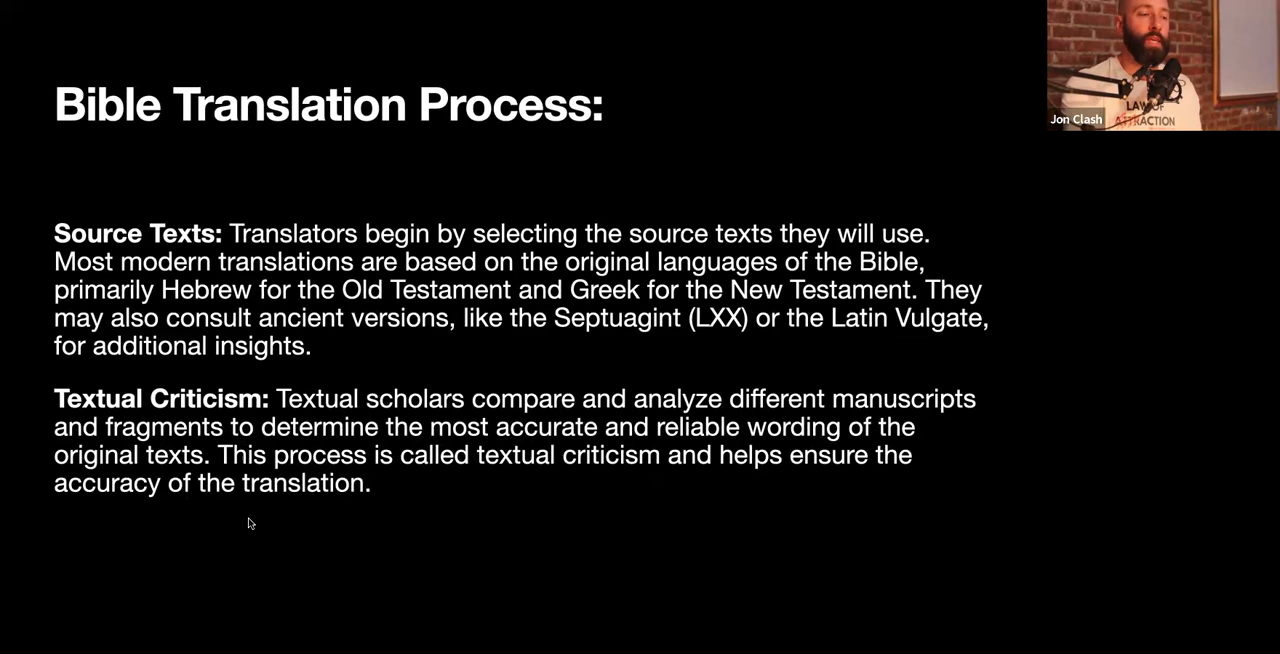 Bible Translation Process:
Source Texts: Translators begin by selecting the source texts they will use.
Most modern translations are based on the original languages of the Bible,
primarily Hebrew for the Old Testament and Greek for the New Testament. They
may also consult ancient versions, like the Septuagint (LXX) or the Latin Vulgate,
for additional insights.
Textual Criticism: Textual scholars compare and analyze different manuscripts
and fragments to determine the most accurate and reliable wording of the
original texts. This process is called textual criticism and helps ensure the
accuracy of the translation.
LAW OF
ATTRACTION
Jon Clash